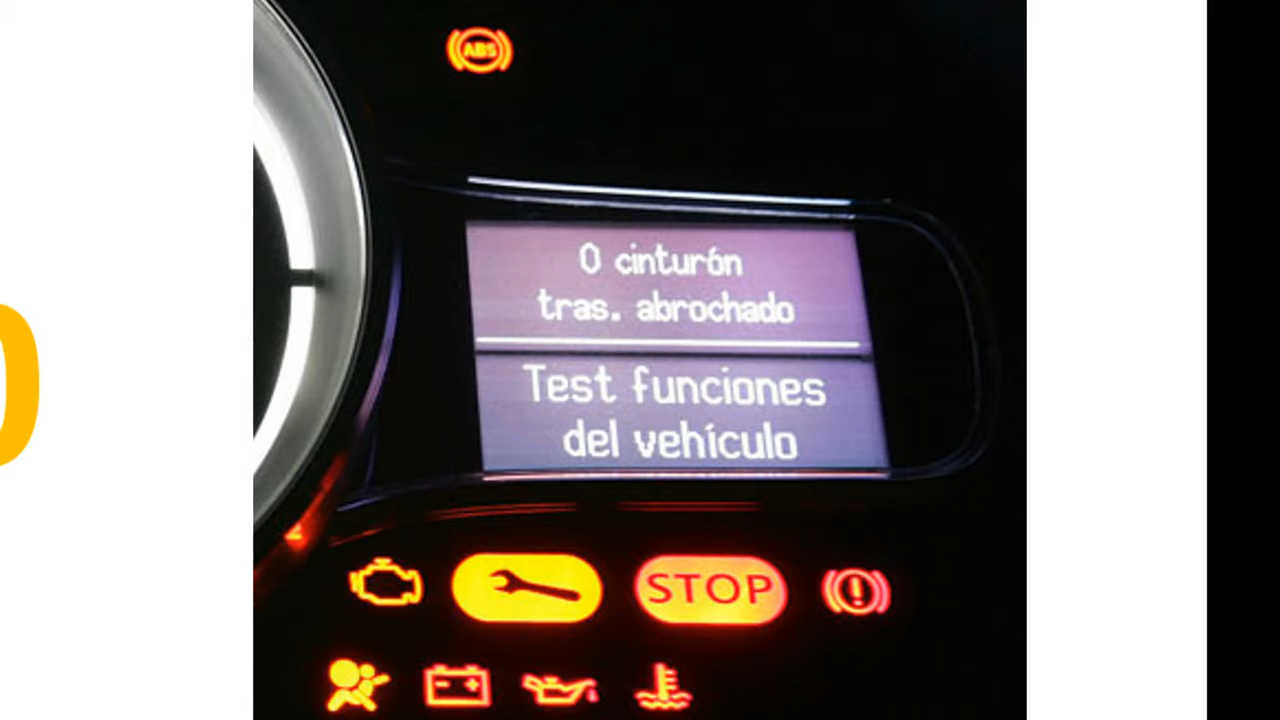 ABS
0 cinturón
tras. abrochado
Test funciones
del vehículo
STOP